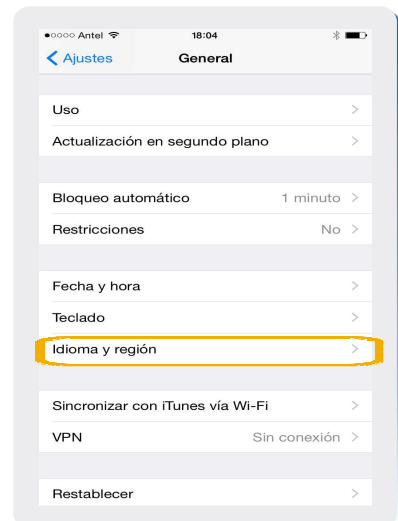 Antel 18:04
Ajustes General
Uso
Actualización en segundo plano
Bloqueo automático 1 minuto
Restricciones No
Fecha y hora
Teclado
Idioma y región
Sincronizar con iTunes vía Wi-Fi
VPN Sin conexión
Restablecer